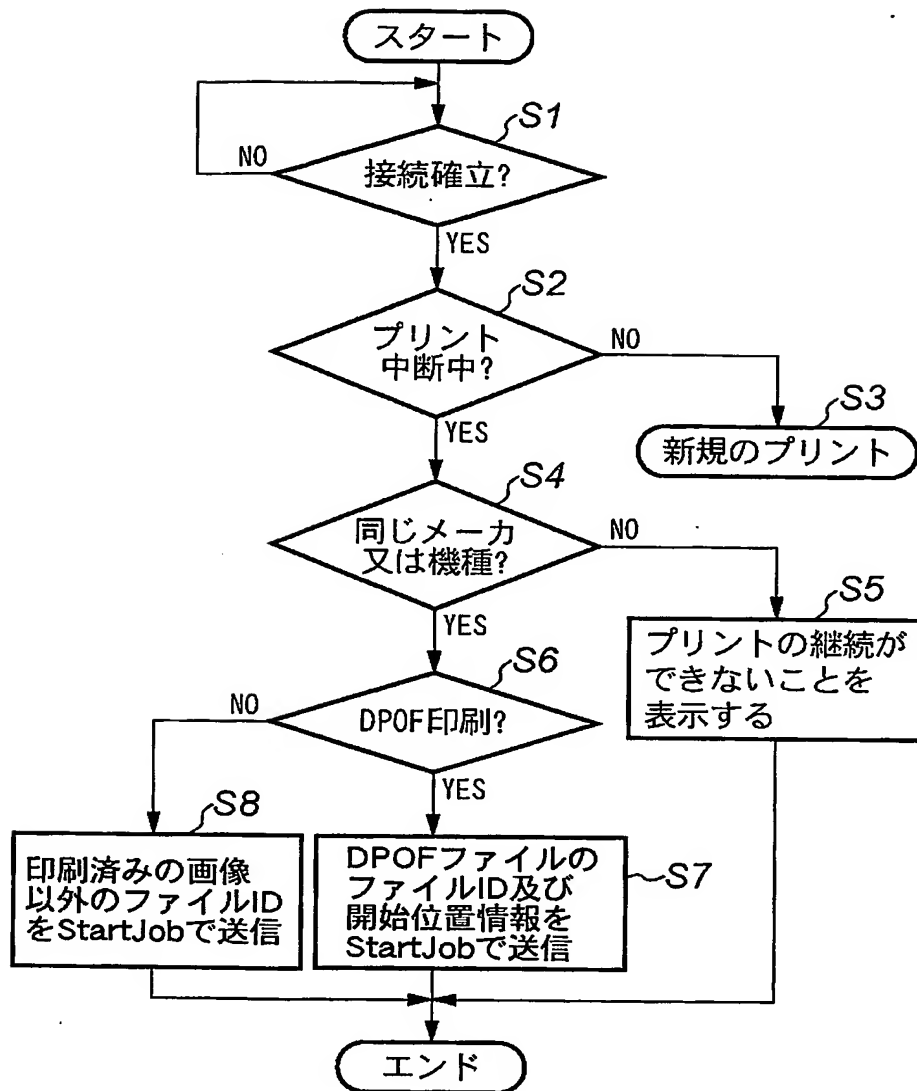 スタート
S1
接続確立?
NO
YES
S2
プリント
中断中?
NO
YES
S3
新規のプリント
S4
同じメーカ
又は機種?
NO
YES
S5
プリントの継続が
できないことを
表示する
S6
DPOF印刷?
NO
YES
S8
印刷済みの画像
以外のファイルID
をStartJobで送信
S7
DPOFファイルの
ファイルID及び
開始位置情報を
StartJobで送信
エンド